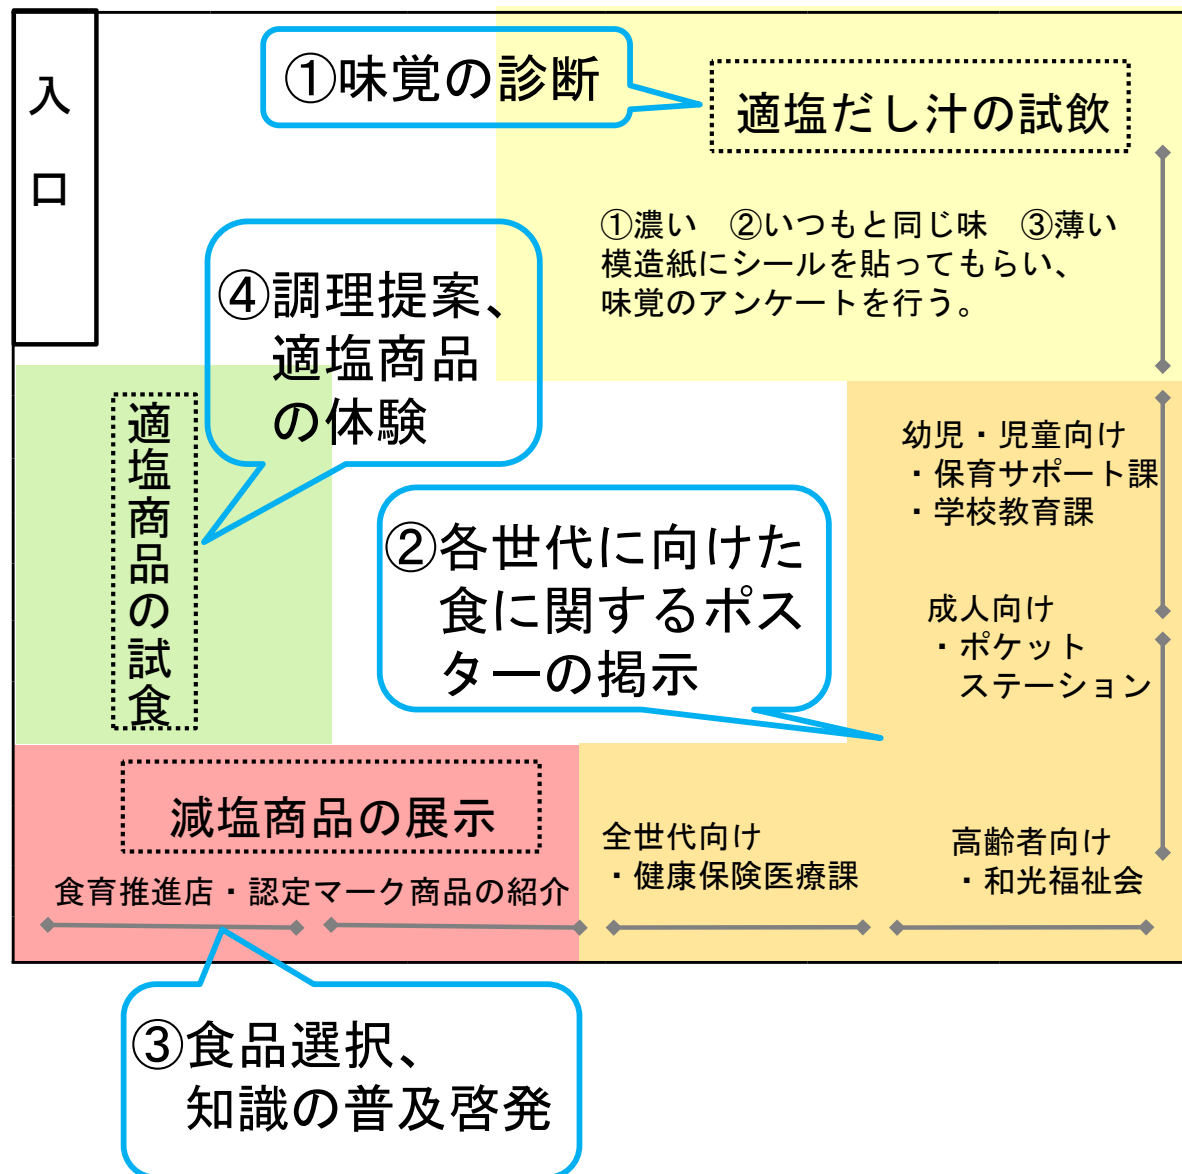 入
口
①味覚の診断
適塩だし汁の試飲
①濃い　②いつもと同じ味　③薄い
模造紙にシールを貼ってもらい、
味覚のアンケートを行う。
④調理提案、
適塩商品
の体験
適塩商品の試食
幼児・児童向け
・保育サポート課
・学校教育課
②各世代に向けた
食に関するポス
ターの掲示
成人向け
・ポケット
ステーション
減塩商品の展示
食育推進店・認定マーク商品の紹介
全世代向け
・健康保険医療課
高齢者向け
・和光福祉会
③食品選択、
知識の普及啓発